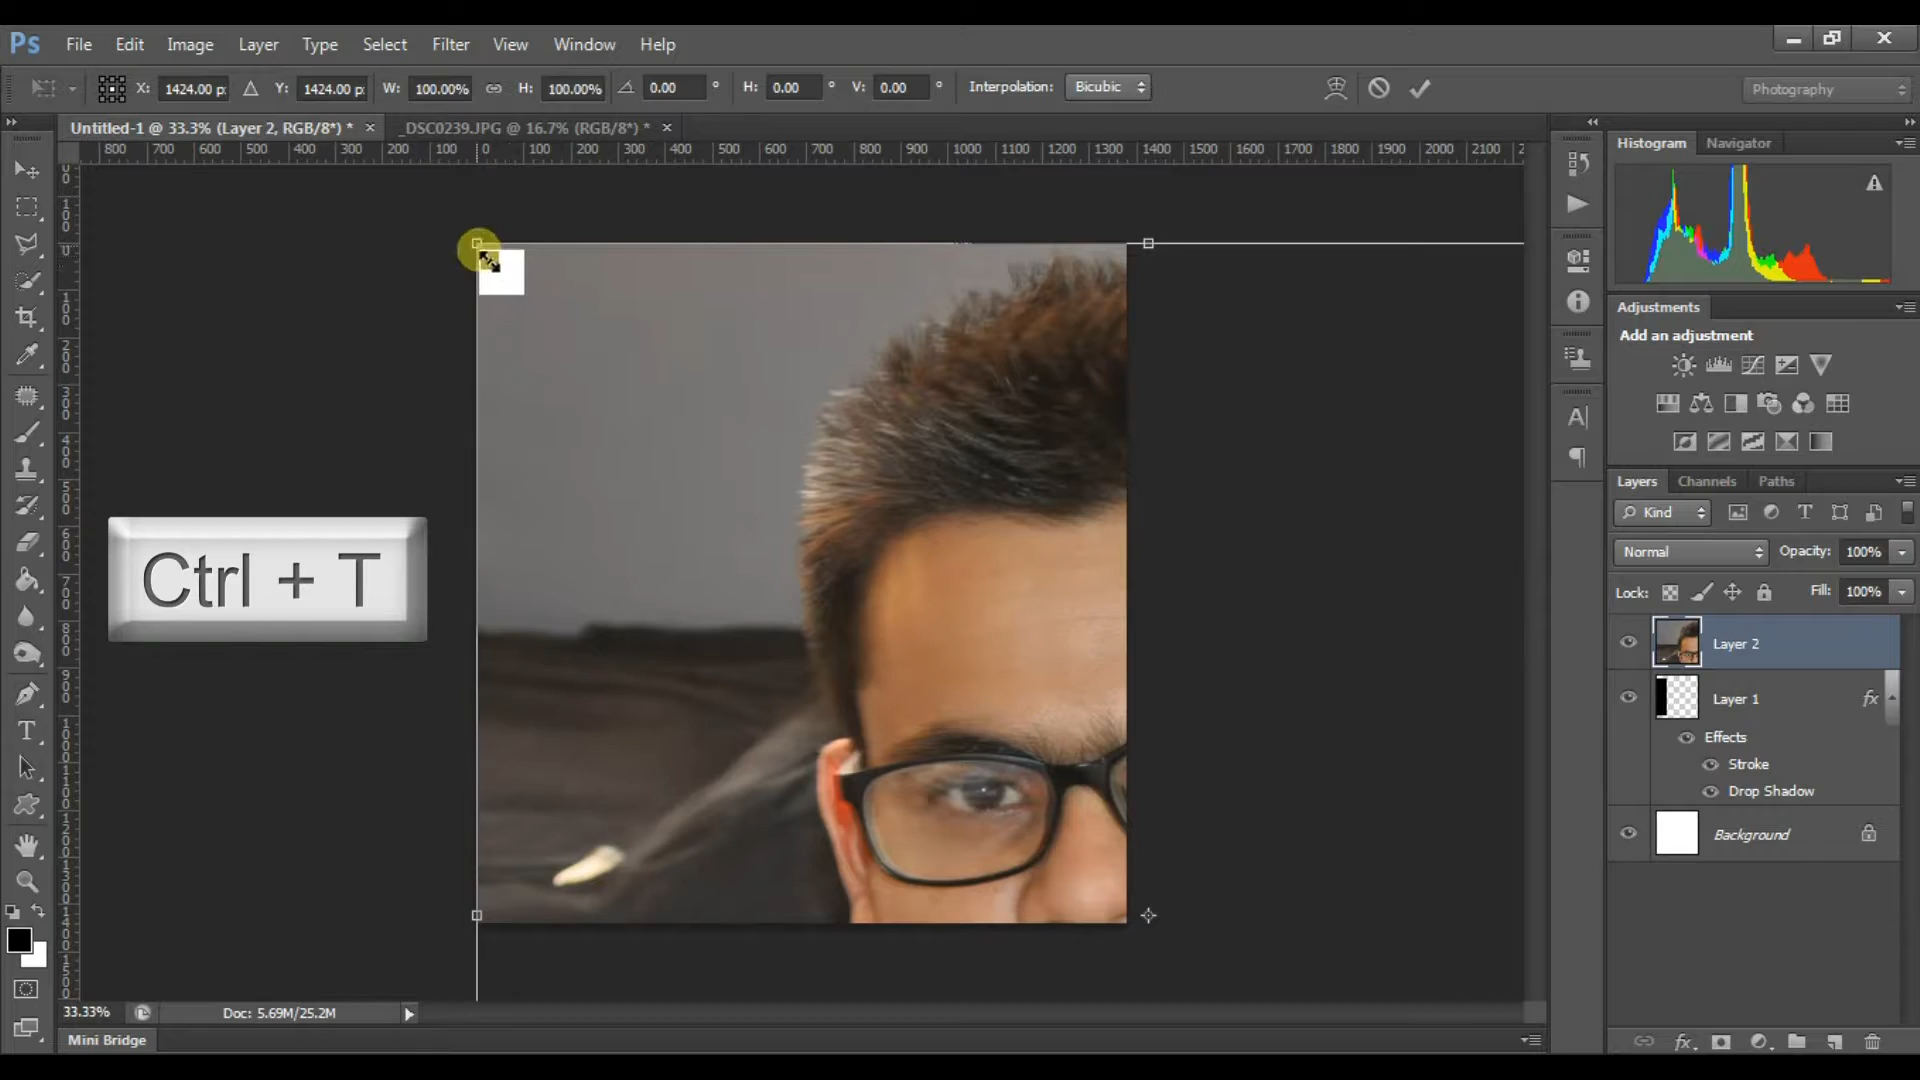 Ps File Edit Image Layer Type Select Filter View Window Help
X: 1424.00 p Y: 1424.00 p W: 100.00% H: 100.00% 0.00 ° H: 0.00 ° V: 0.00 ° Interpolation: Bicubic Photography
Untitled-1 @ 33.3% (Layer 2, RGB/8*) * × _DSC0239.JPG @ 16.7% (RGB/8*) * ×
800 700 600 500 400 300 200 100 0 100 200 300 400 500 600 700 800 900 1000 1100 1200 1300 1400 1500 1600 1700 1800 1900 2000 2100
Histogram Navigator
Adjustments
Add an adjustment
Layers Channels Paths
Kind
Normal Opacity: 100%
Lock: Fill: 100%
Layer 2
Layer 1 fx
Effects
Stroke
Drop Shadow
Background
Ctrl + T
33.33% Doc: 5.69M/25.2M
Mini Bridge